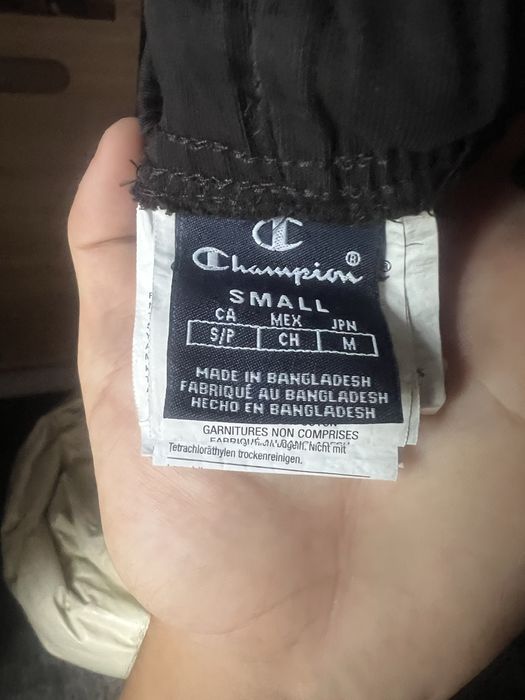 Champion®
SMALL
CA MEX JPN
S/P CH M
MADE IN BANGLADESH
FABRIQUÉ AU BANGLADESH
HECHO EN BANGLADESH
GARNITURES NON COMPRISES
Nicht mit
Tetrachloräthylen trockenreinigen.